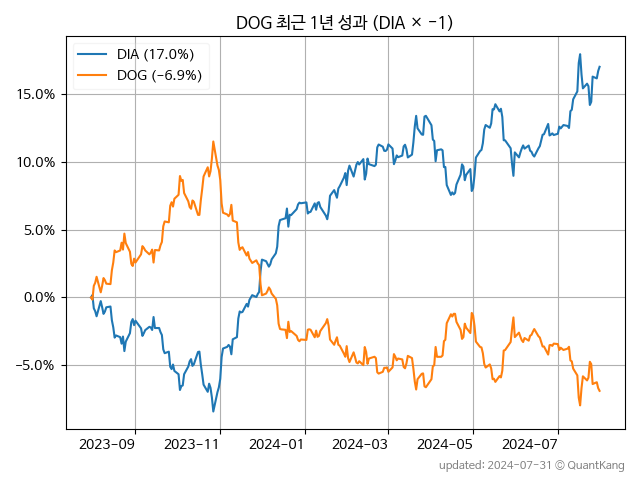 DOG 최근 1년 성과 (DIA × −1)
DIA (17.0%)
DOG (−6.9%)
15.0%
10.0%
5.0%
0.0%
−5.0%
2023-09 2023-11 2024-01 2024-03 2024-05 2024-07
updated: 2024-07-31 © QuantKang